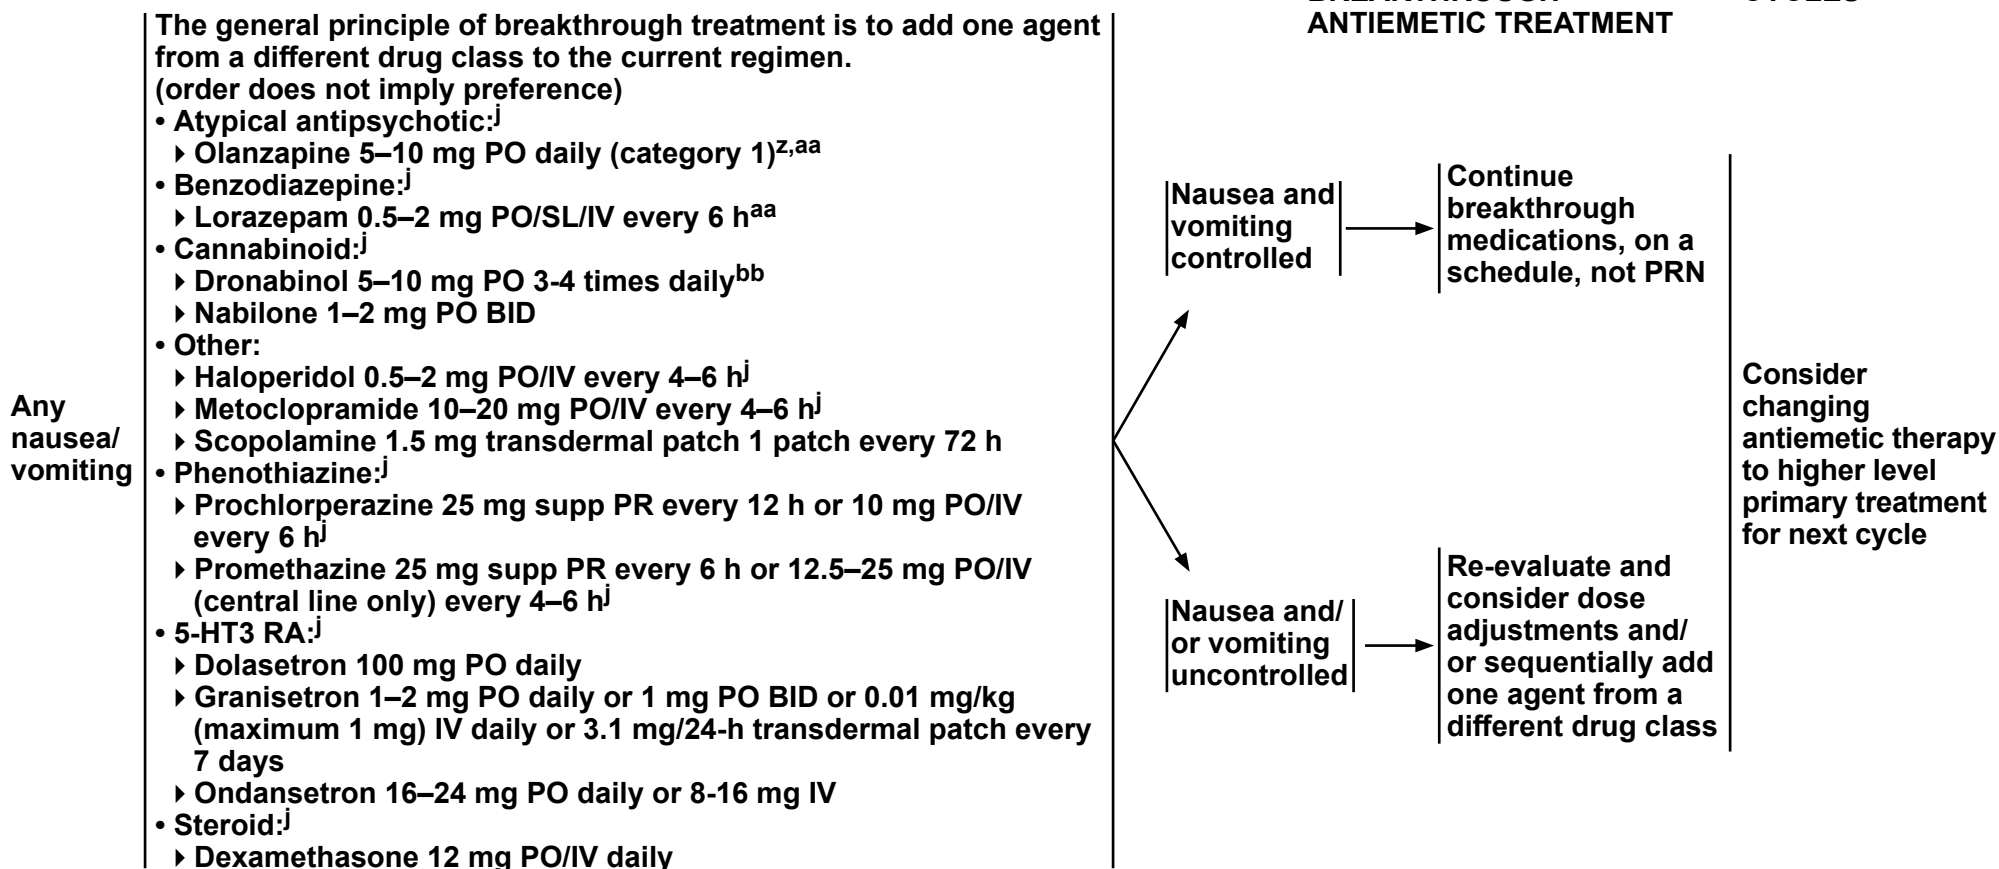 ANTIEMETIC TREATMENT
Any
nausea/
vomiting
The general principle of breakthrough treatment is to add one agent
from a different drug class to the current regimen.
(order does not imply preference)
• Atypical antipsychotic:j
▸ Olanzapine 5–10 mg PO daily (category 1)z,aa
• Benzodiazepine:j
▸ Lorazepam 0.5–2 mg PO/SL/IV every 6 haa
• Cannabinoid:j
▸ Dronabinol 5–10 mg PO 3-4 times dailybb
▸ Nabilone 1–2 mg PO BID
• Other:
▸ Haloperidol 0.5–2 mg PO/IV every 4–6 hj
▸ Metoclopramide 10–20 mg PO/IV every 4–6 hj
▸ Scopolamine 1.5 mg transdermal patch 1 patch every 72 h
• Phenothiazine:j
▸ Prochlorperazine 25 mg supp PR every 12 h or 10 mg PO/IV
every 6 hj
▸ Promethazine 25 mg supp PR every 6 h or 12.5–25 mg PO/IV
(central line only) every 4–6 hj
• 5-HT3 RA:j
▸ Dolasetron 100 mg PO daily
▸ Granisetron 1–2 mg PO daily or 1 mg PO BID or 0.01 mg/kg
(maximum 1 mg) IV daily or 3.1 mg/24-h transdermal patch every
7 days
▸ Ondansetron 16–24 mg PO daily or 8-16 mg IV
• Steroid:j
▸ Dexamethasone 12 mg PO/IV daily
Nausea and
vomiting
controlled
Continue
breakthrough
medications, on a
schedule, not PRN
Nausea and/
or vomiting
uncontrolled
Re-evaluate and
consider dose
adjustments and/
or sequentially add
one agent from a
different drug class
Consider
changing
antiemetic therapy
to higher level
primary treatment
for next cycle